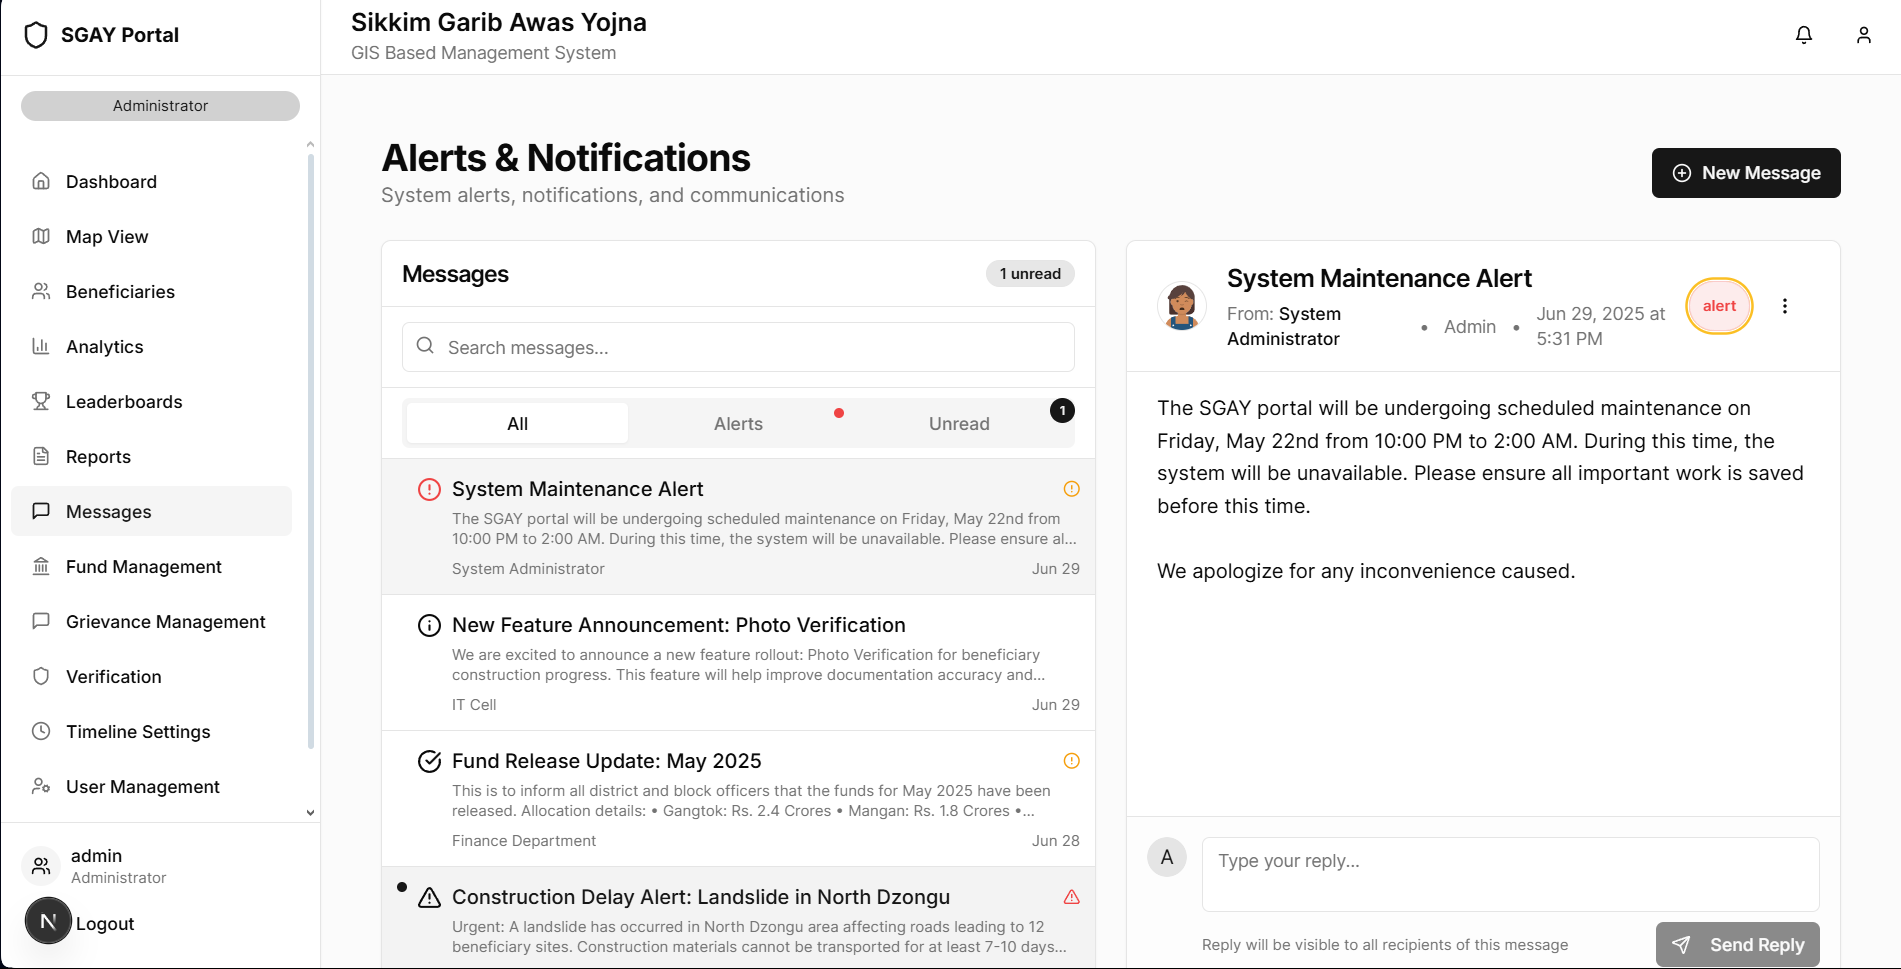 SGAY Portal
Administrator
Dashboard
Map View
Beneficiaries
Analytics
Leaderboards
Reports
Messages
Fund Management
Grievance Management
Verification
Timeline Settings
User Management
admin
Administrator
N
Logout
Sikkim Garib Awas Yojna
GIS Based Management System
Alerts & Notifications
System alerts, notifications, and communications
New Message
Messages
1 unread
Search messages...
All
Alerts
Unread
1
System Maintenance Alert
The SGAY portal will be undergoing scheduled maintenance on Friday, May 22nd from
10:00 PM to 2:00 AM. During this time, the system will be unavailable. Please ensure al...
System Administrator
Jun 29
New Feature Announcement: Photo Verification
We are excited to announce a new feature rollout: Photo Verification for beneficiary
construction progress. This feature will help improve documentation accuracy and...
IT Cell
Jun 29
Fund Release Update: May 2025
This is to inform all district and block officers that the funds for May 2025 have been
released. Allocation details: • Gangtok: Rs. 2.4 Crores • Mangan: Rs. 1.8 Crores •...
Finance Department
Jun 28
Construction Delay Alert: Landslide in North Dzongu
Urgent: A landslide has occurred in North Dzongu area affecting roads leading to 12
beneficiary sites. Construction materials cannot be transported for at least 7-10 days...
System Maintenance Alert
From: System
Administrator
• Admin •
Jun 29, 2025 at
5:31 PM
alert
The SGAY portal will be undergoing scheduled maintenance on
Friday, May 22nd from 10:00 PM to 2:00 AM. During this time, the
system will be unavailable. Please ensure all important work is saved
before this time.
We apologize for any inconvenience caused.
A
Type your reply...
Reply will be visible to all recipients of this message
Send Reply